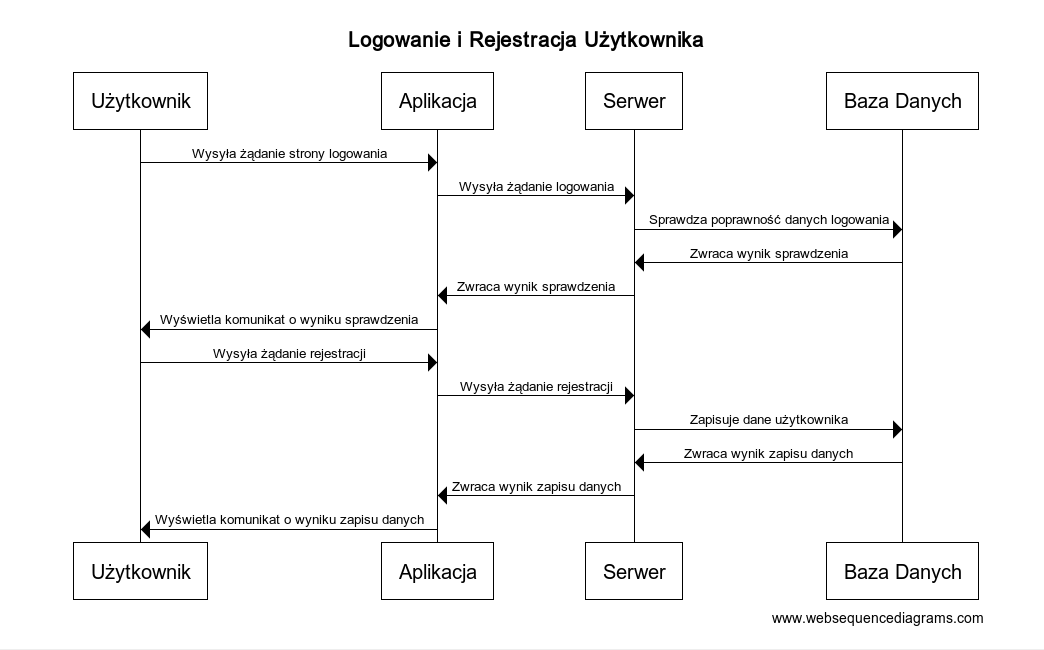 Logowanie i Rejestracja Użytkownika
Użytkownik
Aplikacja
Serwer
Baza Danych
Wysyła żądanie strony logowania
Wysyła żądanie logowania
Sprawdza poprawność danych logowania
Zwraca wynik sprawdzenia
Zwraca wynik sprawdzenia
Wyświetla komunikat o wyniku sprawdzenia
Wysyła żądanie rejestracji
Wysyła żądanie rejestracji
Zapisuje dane użytkownika
Zwraca wynik zapisu danych
Zwraca wynik zapisu danych
Wyświetla komunikat o wyniku zapisu danych
Użytkownik
Aplikacja
Serwer
Baza Danych
www.websequencediagrams.com